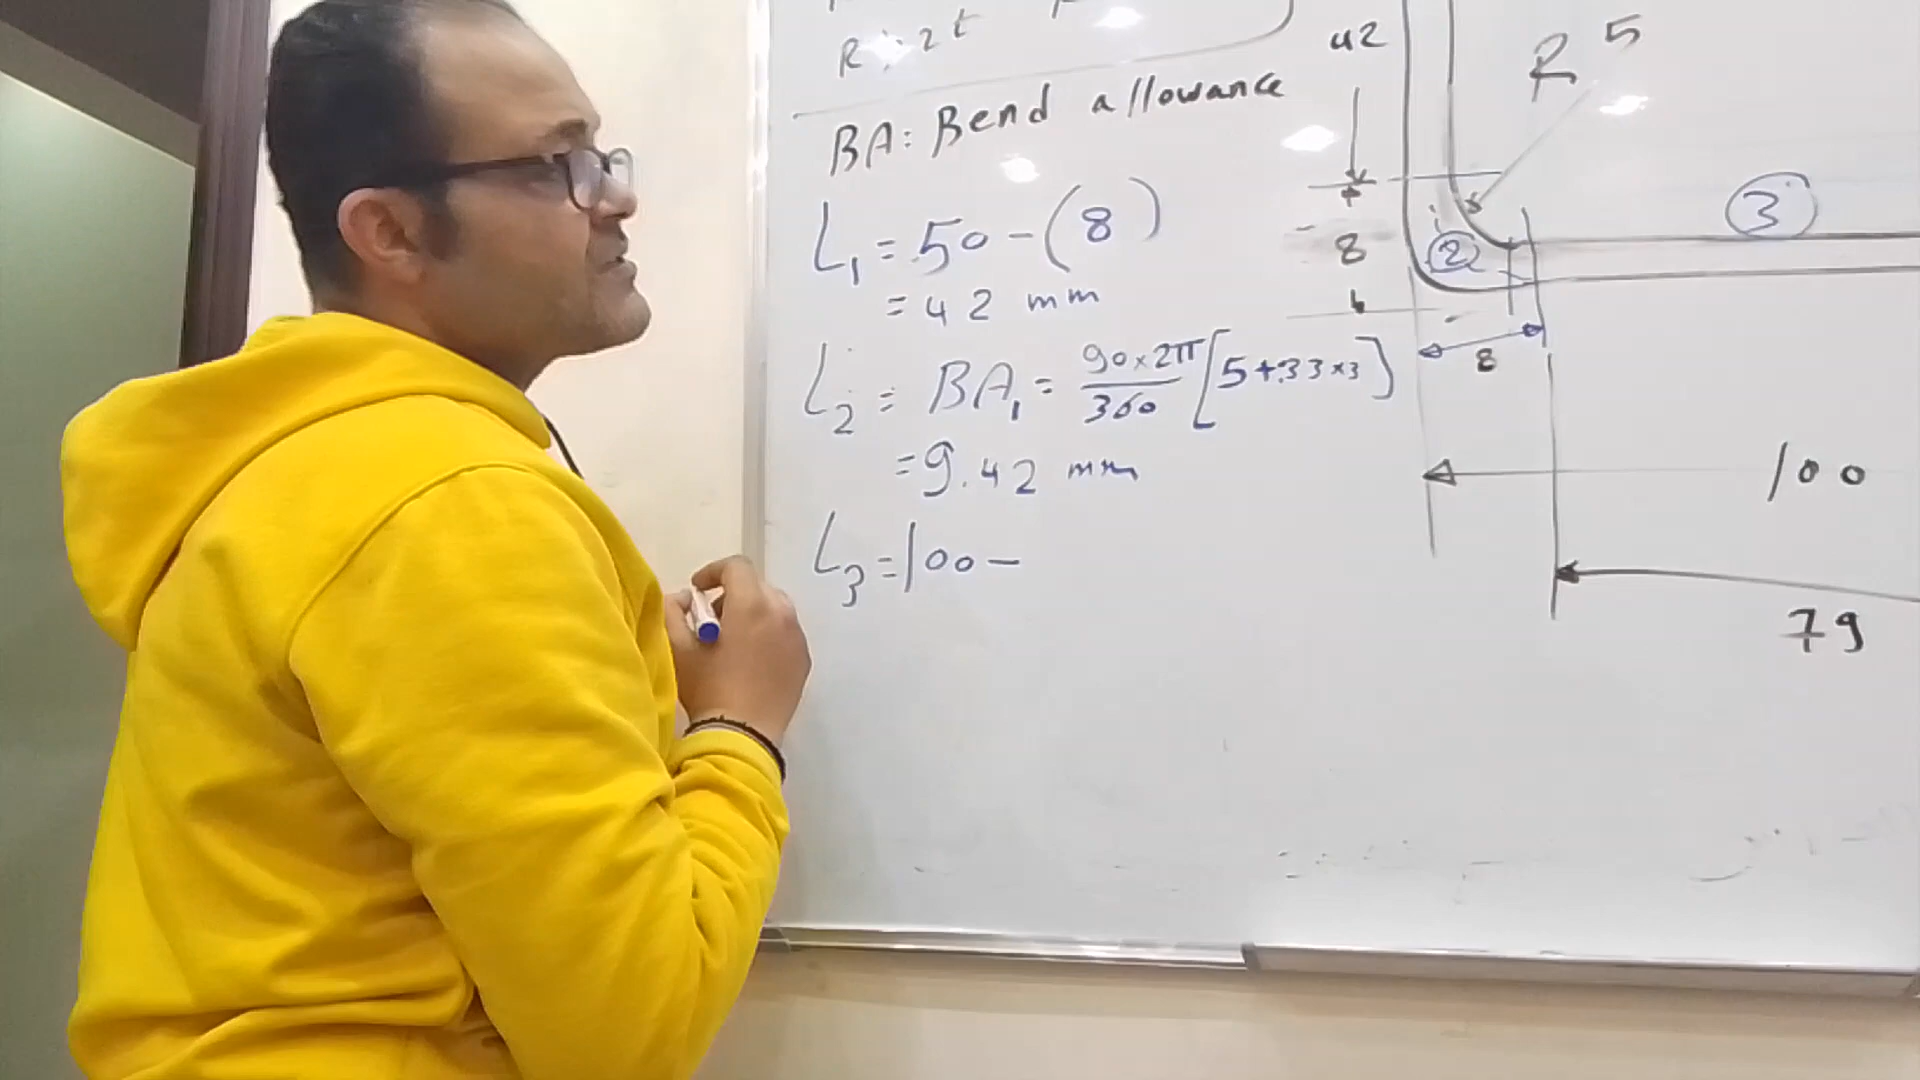 R > 2t
BA: Bend allowance
L1 = 50 - (8)
= 42 mm
L2 = BA1 = 90×2π/360 [5+.33×3]
= 9.42 mm
L3 = 100 -
42
R 5
8
2
3
8
100
79